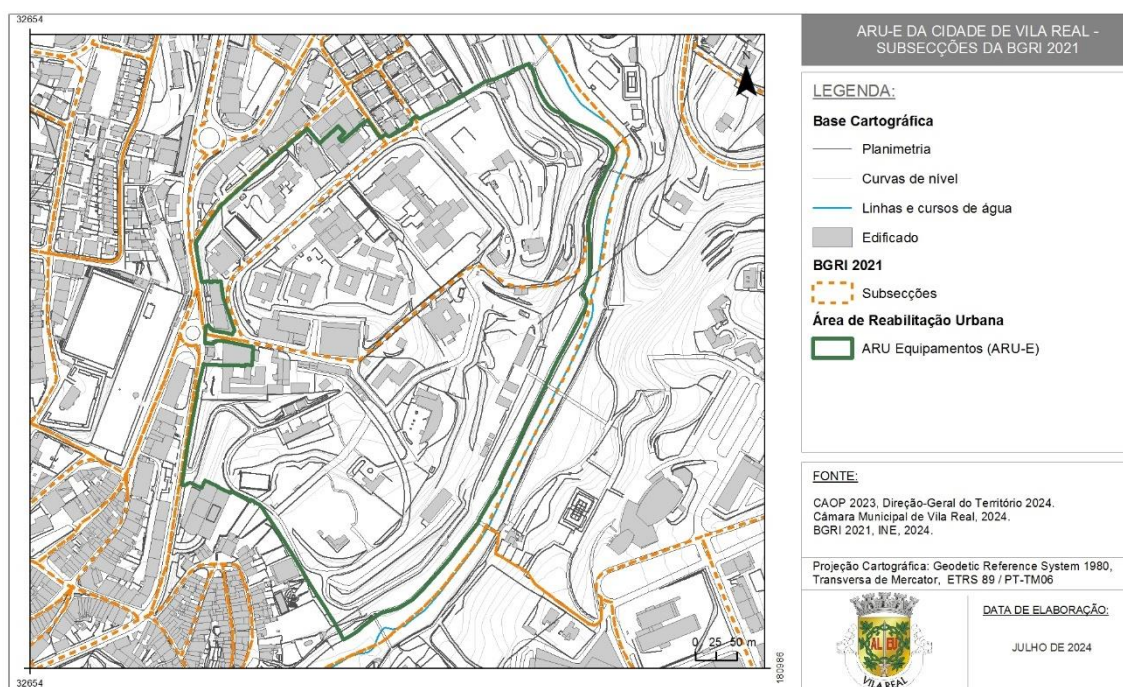 32654
ARU-E DA CIDADE DE VILA REAL -
SUBSECÇÕES DA BGRI 2021
N
LEGENDA:
Base Cartográfica
Planimetria
Curvas de nível
Linhas e cursos de água
Edificado
BGRI 2021
Subsecções
Área de Reabilitação Urbana
ARU Equipamentos (ARU-E)
FONTE:
CAOP 2023, Direção-Geral do Território 2024.
Câmara Municipal de Vila Real, 2024.
BGRI 2021, INE, 2024.
Projeção Cartográfica: Geodetic Reference System 1980,
Transversa de Mercator, ETRS 89 / PT-TM06
DATA DE ELABORAÇÃO:
JULHO DE 2024
VILA REAL
0 25 50 m
180986
32654